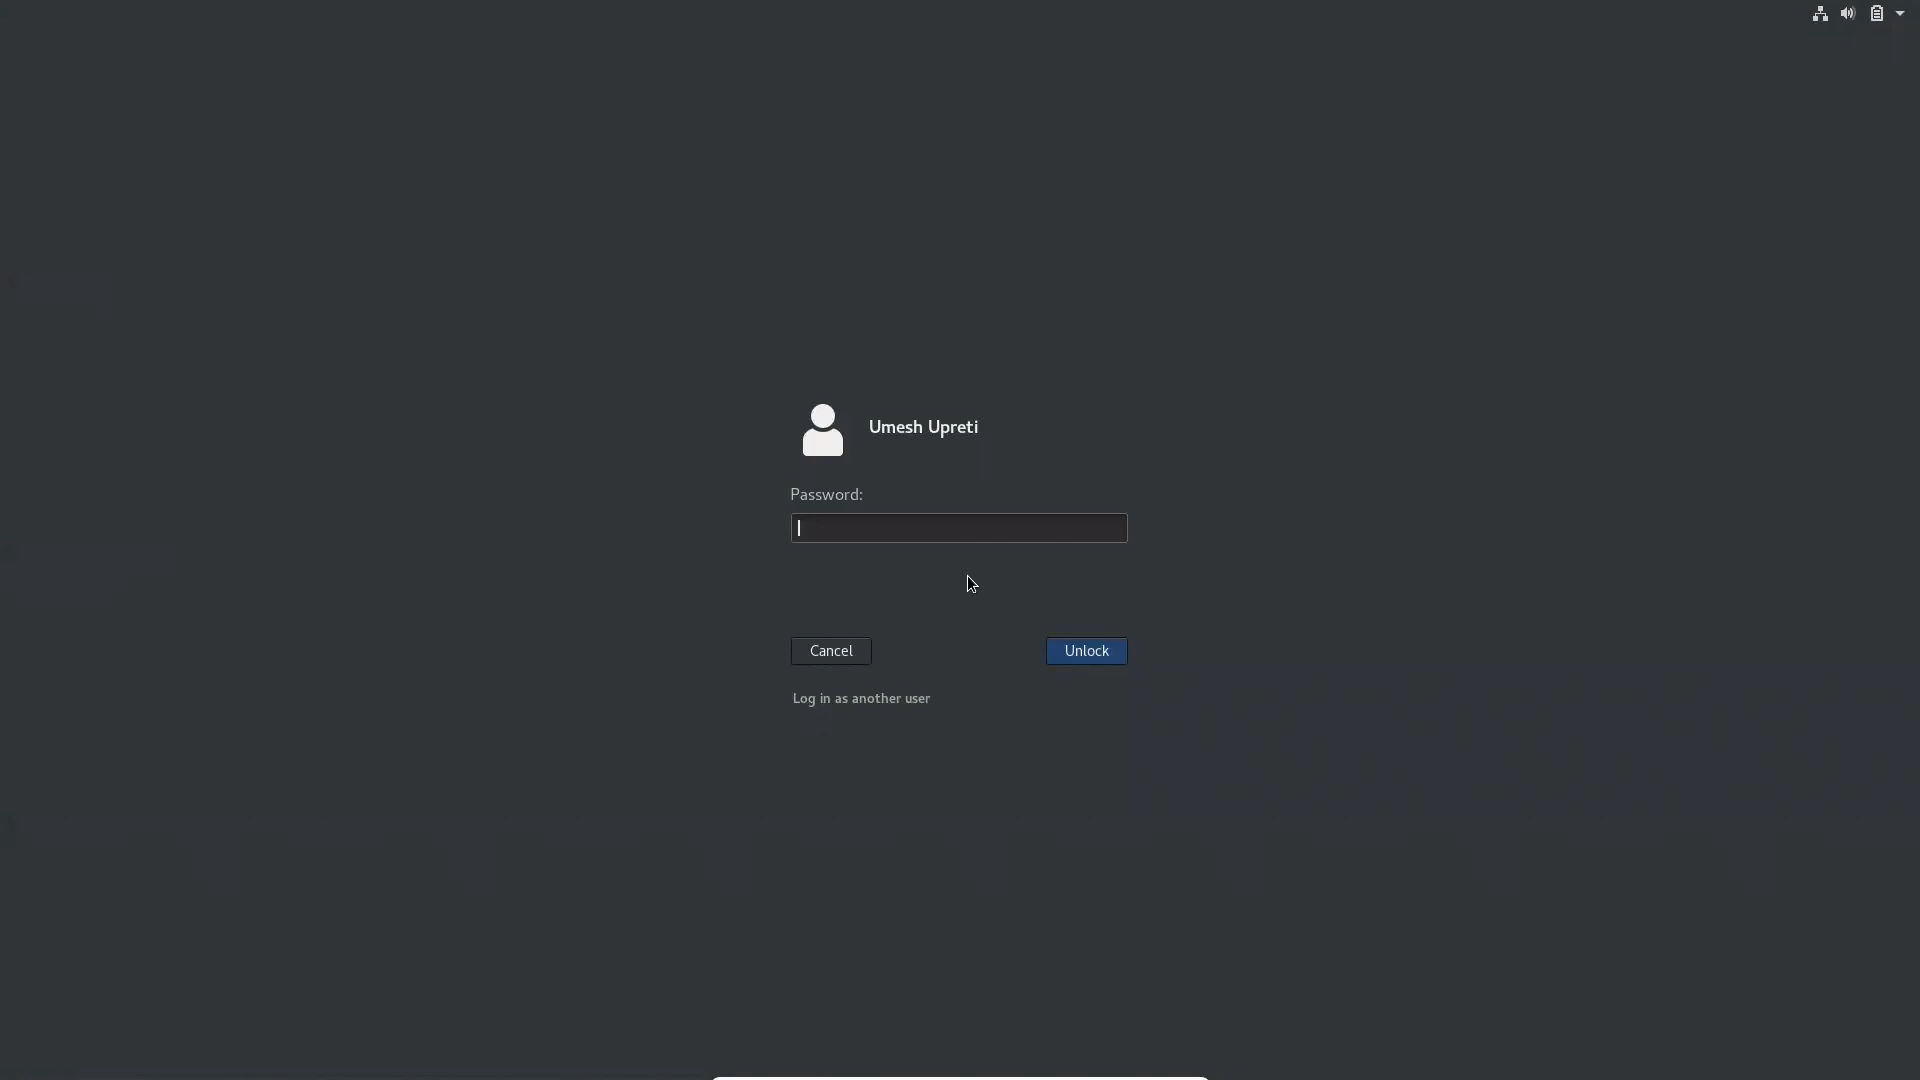 Umesh Upreti
Password:
Cancel
Unlock
Log in as another user